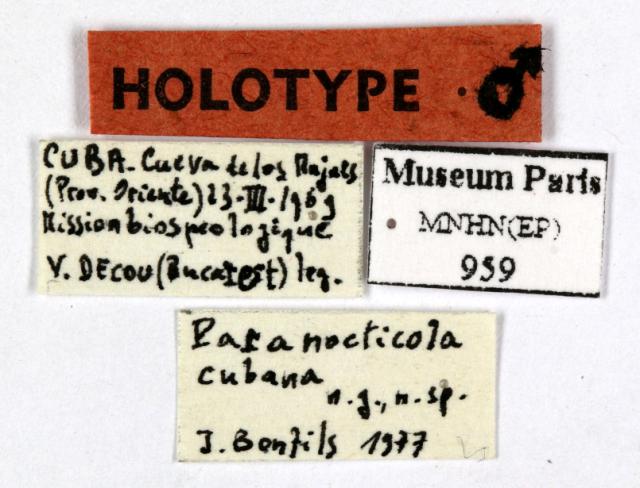 HOLOTYPE ♂
CUBA. Cueva de los Majaes
(Prov. Oriente) 23-III-1969
Mission biospeologique
V. DECOU (Bucarest) leg.
Museum Paris
MNHN(EP)
959
Paranocticola
cubana
n.g., n.sp.
J. Bonfils 1977